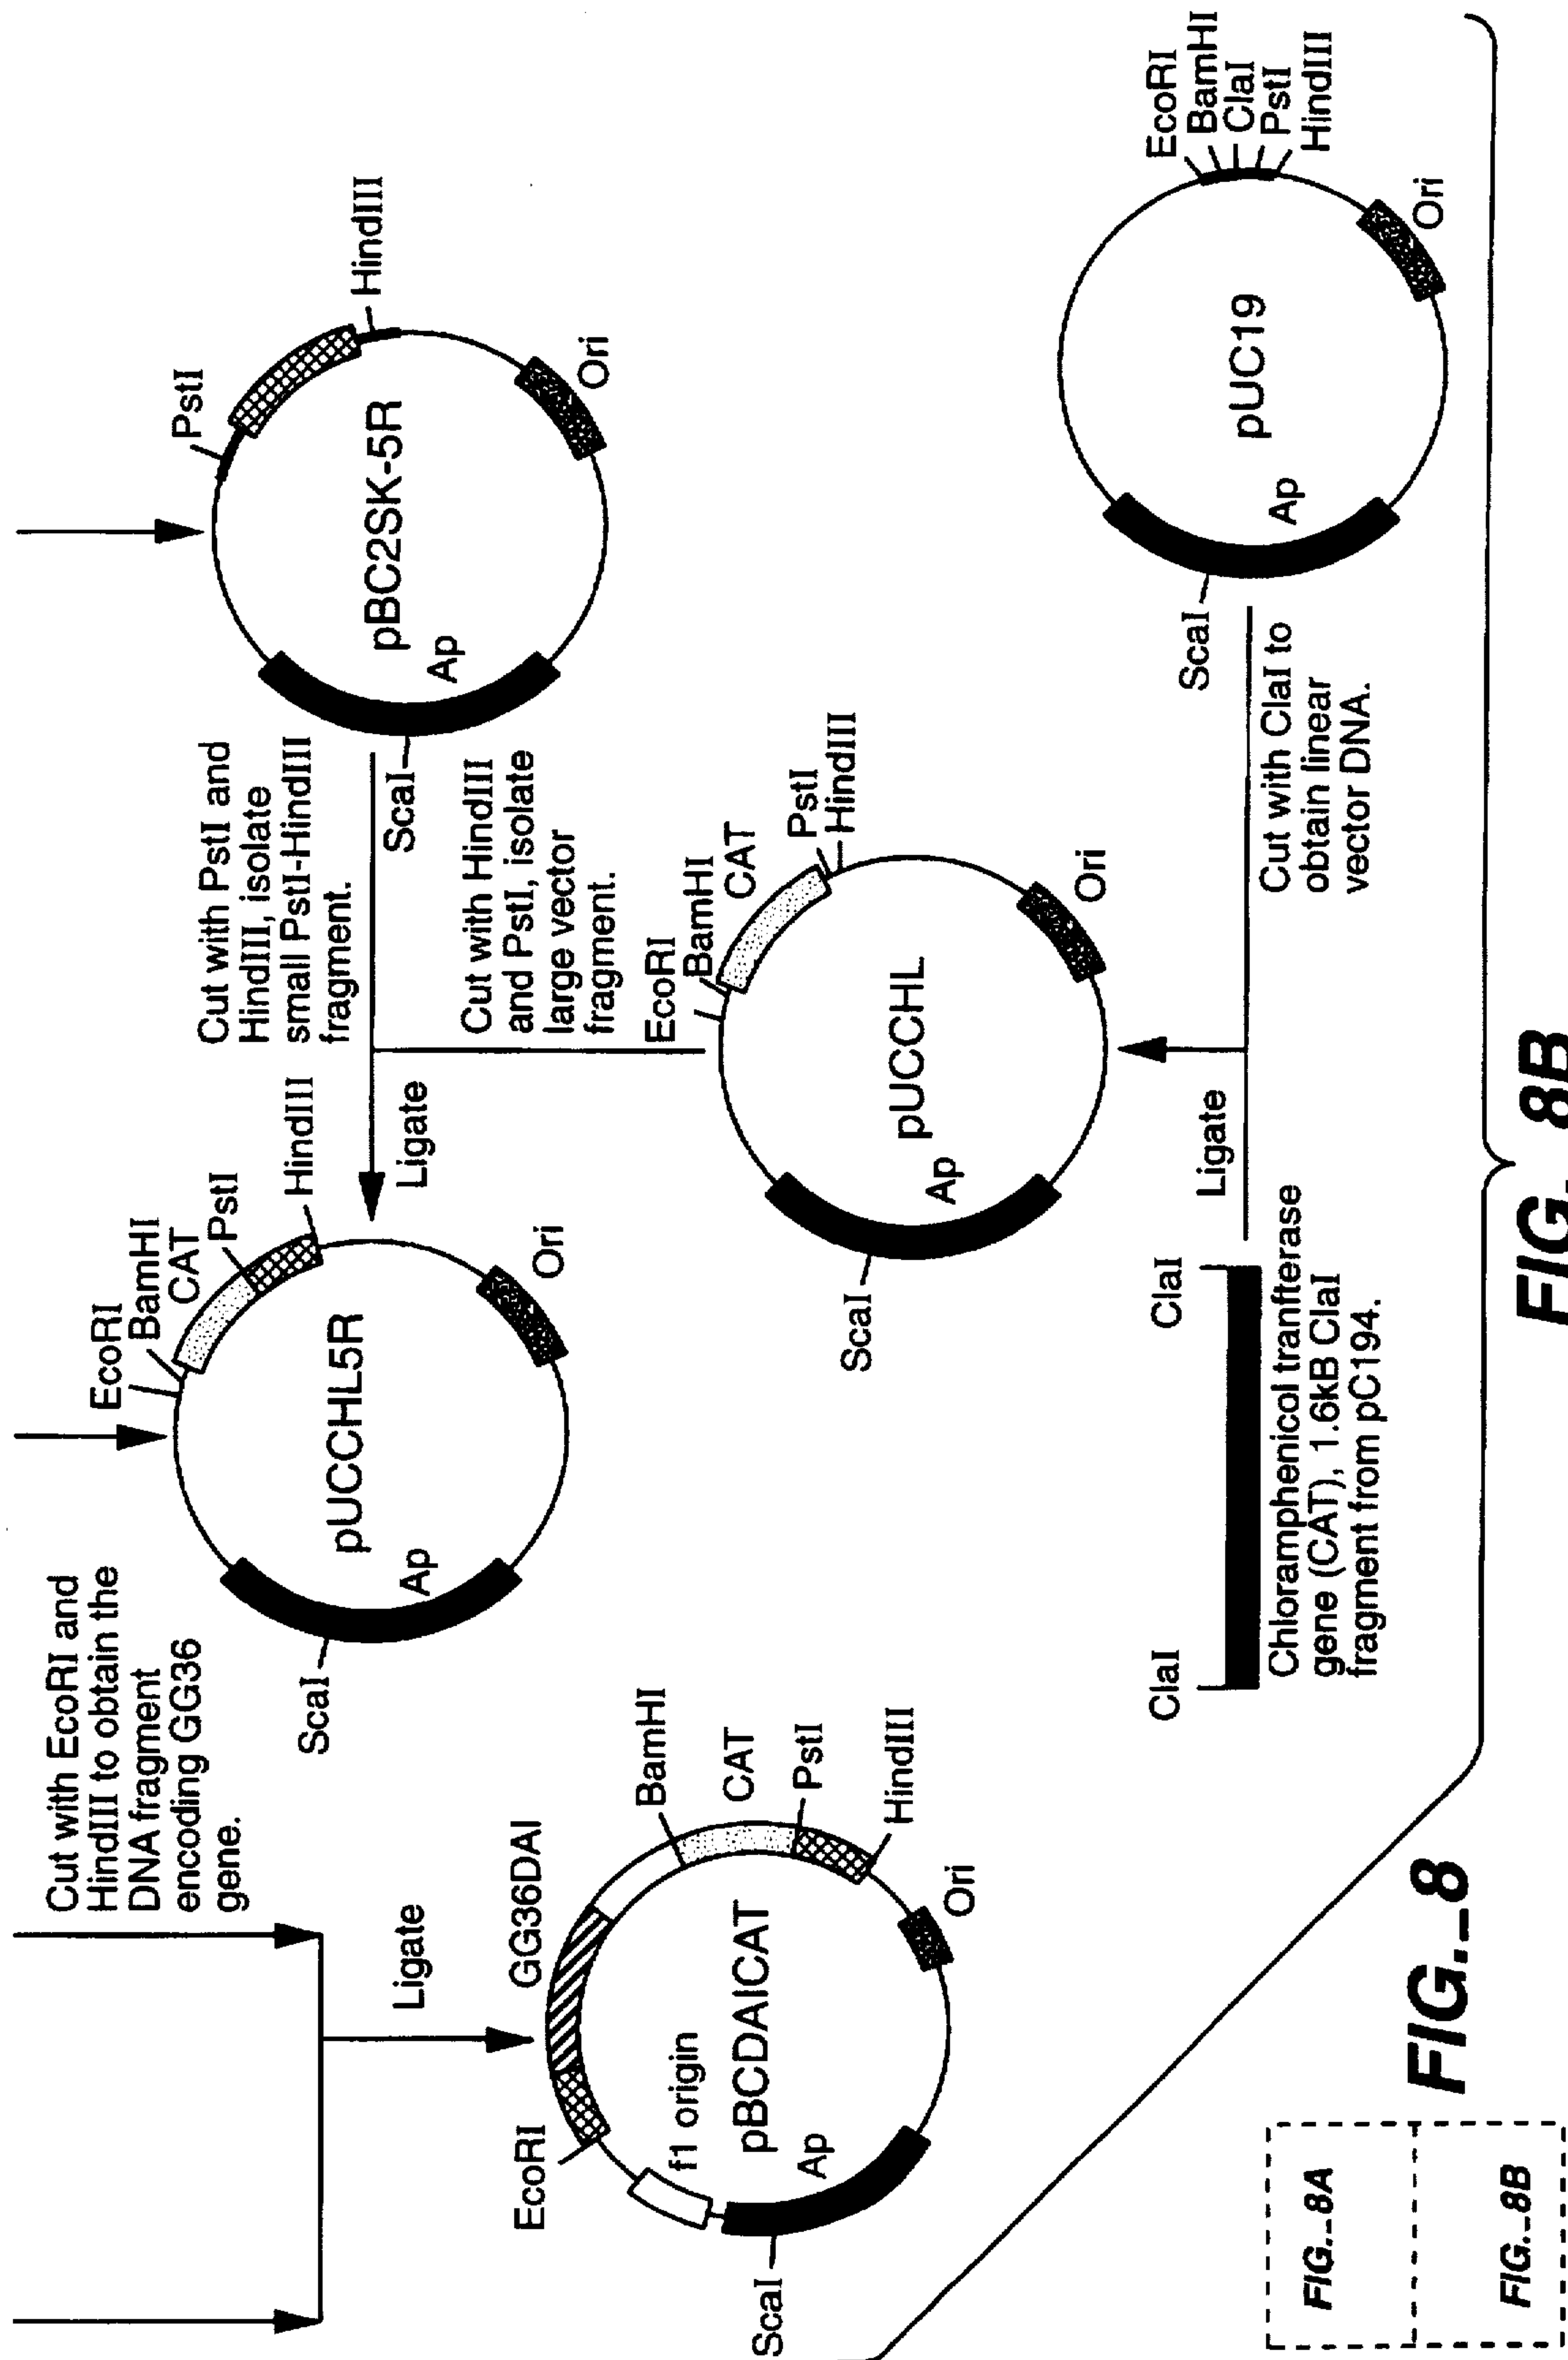 Cut with EcoRI and
HindIII to obtain the
DNA fragment
encoding GG36
gene.
Ligate
GG36DAI
EcoRI
f1 origin
BamHI
CAT
PstI
HindIII
pBCDAICAT
Ap
Ori
ScaI
EcoRI
BamHI
CAT
PstI
HindIII
pUCCHL5R
Ap
Ori
ScaI
Ligate
Cut with PstI and
HindIII, isolate
small PstI-HindIII
fragment.
Cut with HindIII
and PstI, isolate
large vector
fragment.
PstI
HindIII
pBC2SK-5R
Ap
Ori
ScaI
EcoRI
BamHI
CAT
PstI
HindIII
pUCCHL
Ap
Ori
ScaI
ClaI
ClaI
Chloramphenicol tranfterase
gene (CAT), 1.6kB ClaI
fragment from pC194.
Ligate
Cut with ClaI to
obtain linear
vector DNA.
EcoRI
BamHI
ClaI
PstI
HindIII
pUC19
Ap
Ori
ScaI
FIG._8A
FIG._8B
FIG._8
FIG._8B